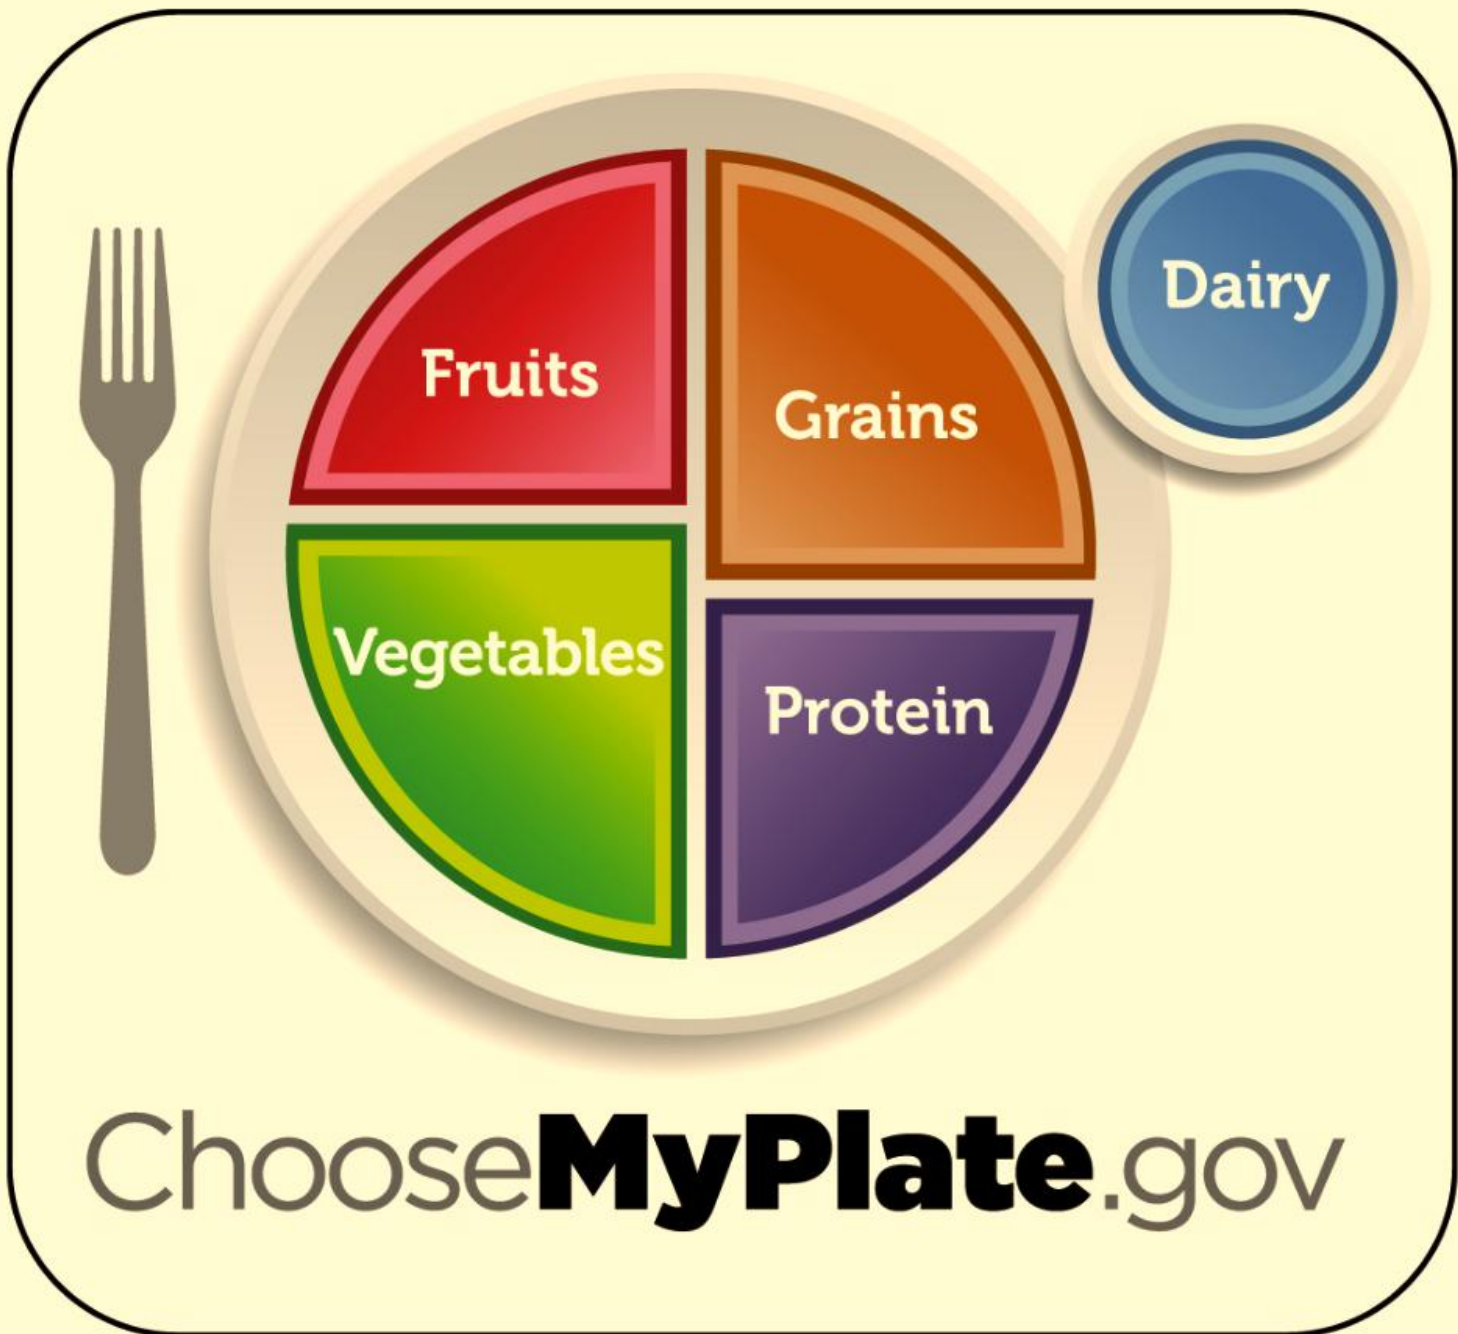 Fruits
Grains
Dairy
Vegetables
Protein
ChooseMyPlate.gov